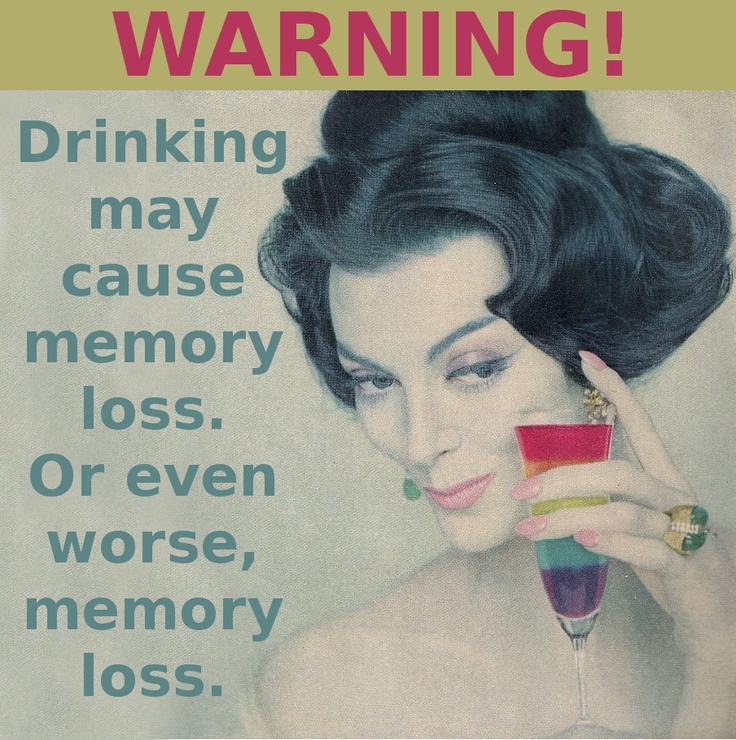 WARNING!
Drinking
may
cause
memory
loss.
Or even
worse,
memory
loss.